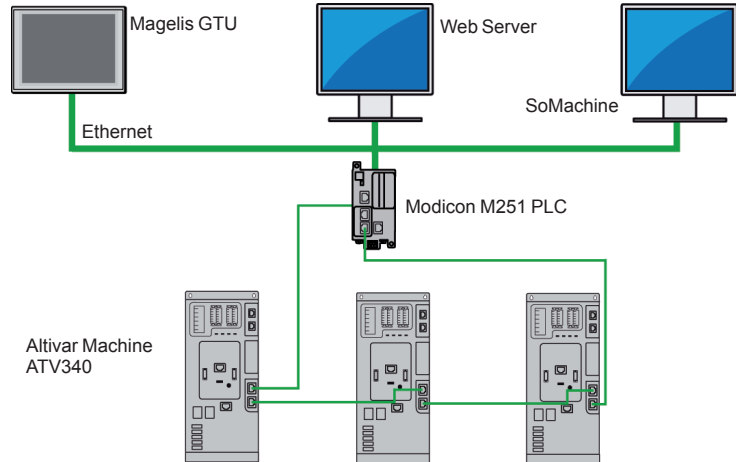 Magelis GTU
Web Server
SoMachine
Ethernet
Modicon M251 PLC
Altivar Machine
ATV340